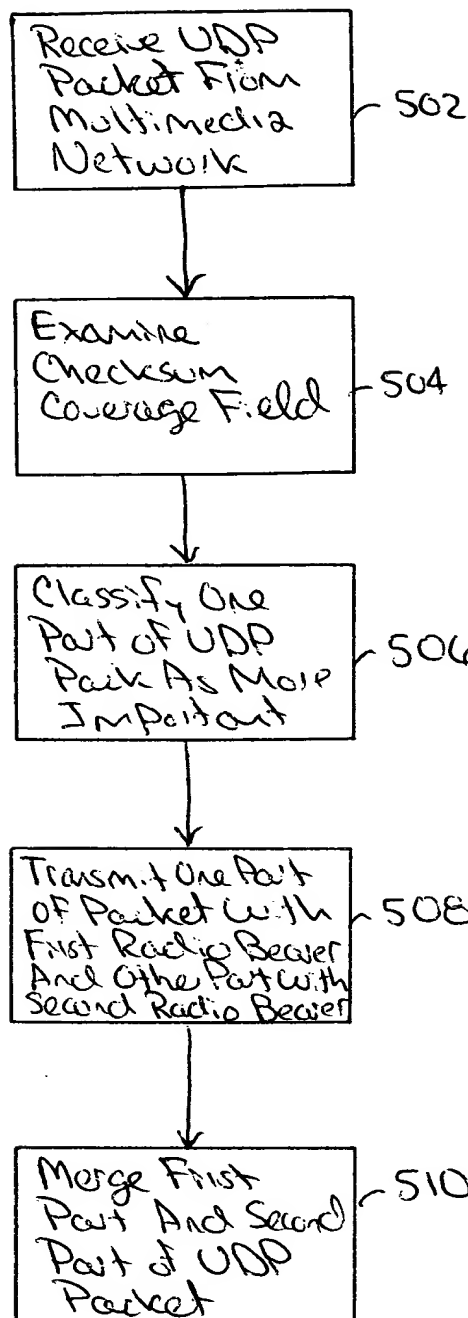 Receive UDP
Packet From
Multimedia
Network
502
Examine
Checksum
Coverage Field
504
Classify One
Part of UDP
Pack As More
Important
506
Transmit One Part
of Packet With
First Radio Bearer
And Other Part With
Second Radio Bearer
508
Merge First
Part And Second
Part of UDP
Packet
510